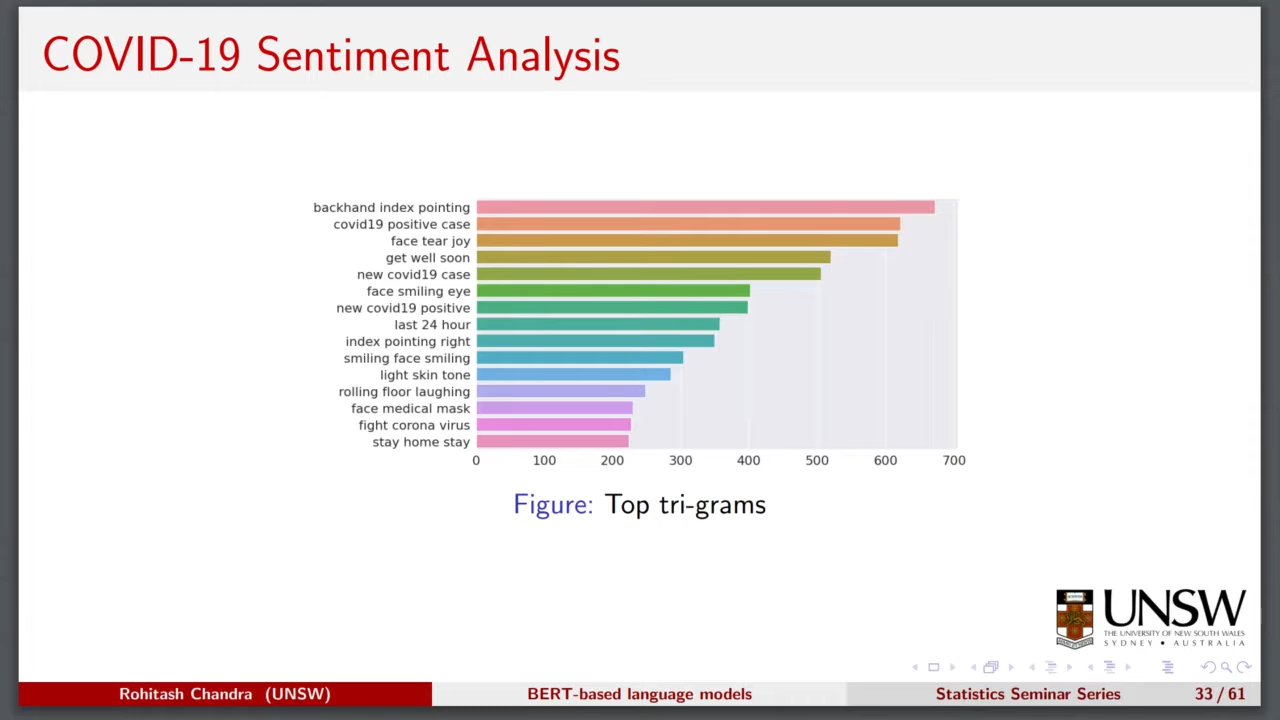 COVID-19 Sentiment Analysis
backhand index pointing
covid19 positive case
face tear joy
get well soon
new covid19 case
face smiling eye
new covid19 positive
last 24 hour
index pointing right
smiling face smiling
light skin tone
rolling floor laughing
face medical mask
fight corona virus
stay home stay
0 100 200 300 400 500 600 700
Figure: Top tri-grams
UNSW
THE UNIVERSITY OF NEW SOUTH WALES
SYDNEY • AUSTRALIA
Rohitash Chandra (UNSW) BERT-based language models Statistics Seminar Series 33 / 61